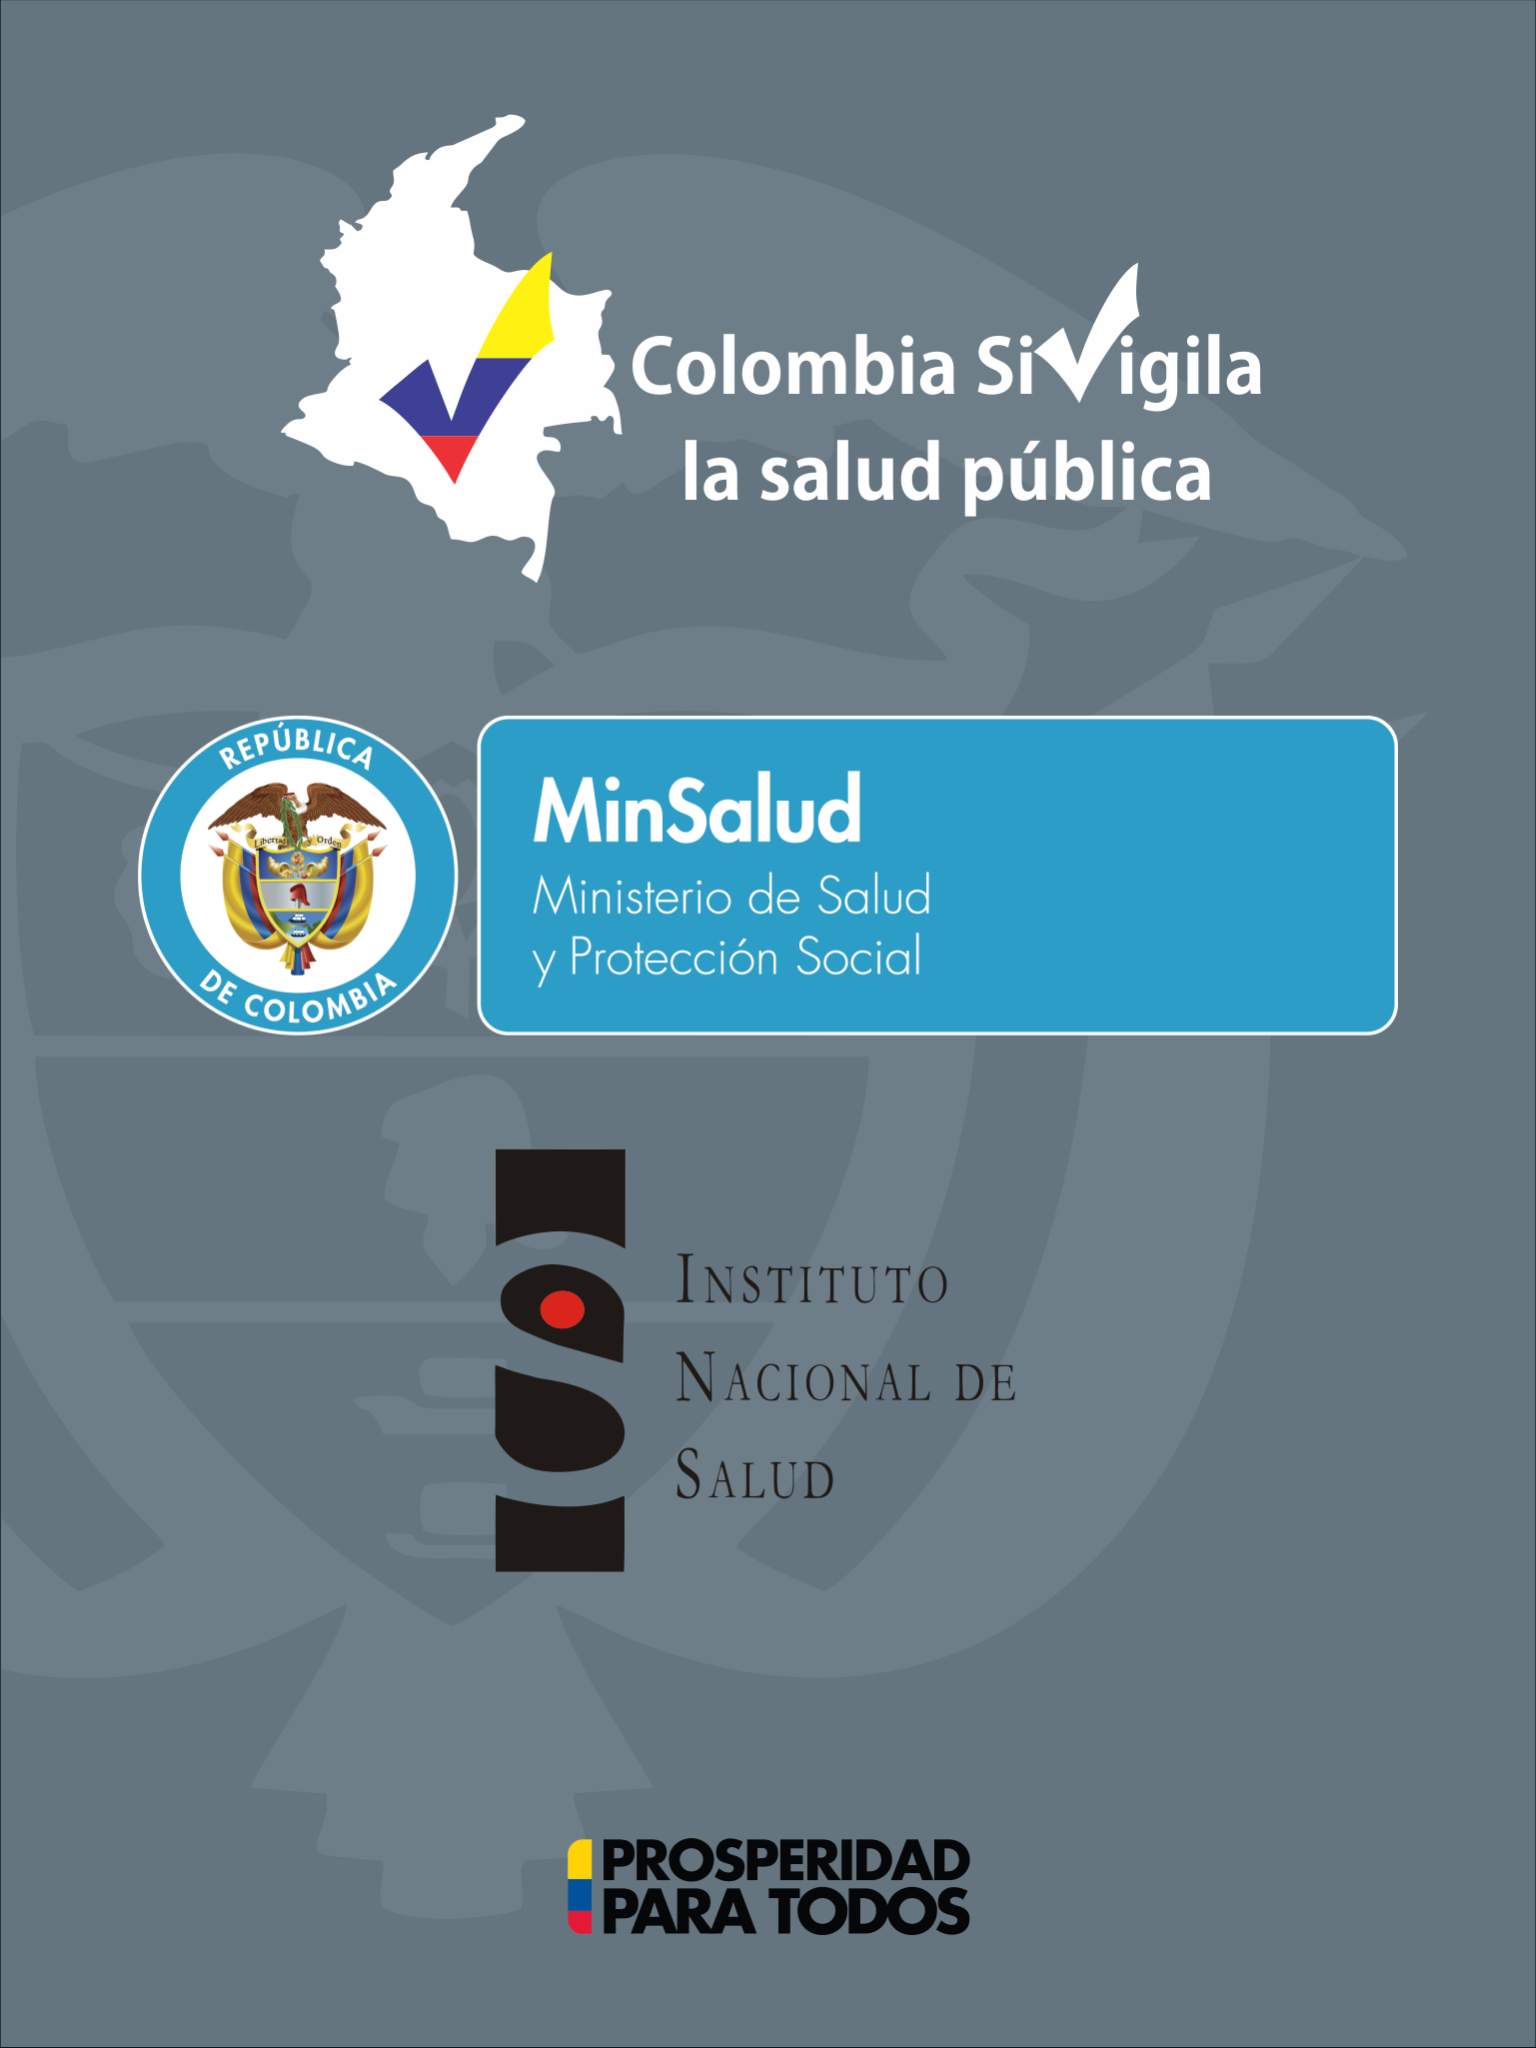 Colombia SiVigila
la salud pública
REPÚBLICA
Libertad y Orden
DE COLOMBIA
MinSalud
Ministerio de Salud
y Protección Social
INSTITUTO
NACIONAL DE
SALUD
PROSPERIDAD
PARA TODOS